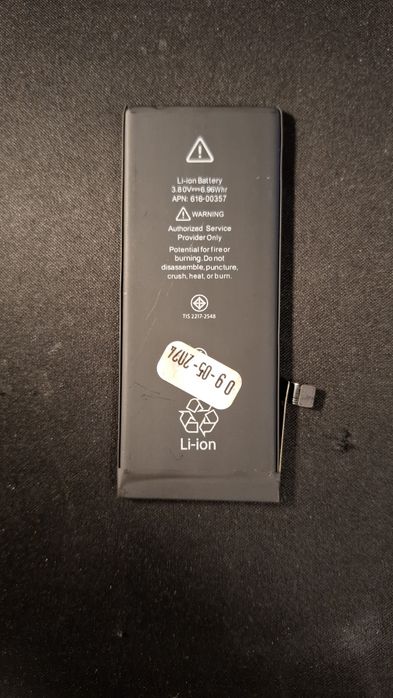 Li-ion Battery
3.80V⎓6.96Whr
APN: 616-00357
WARNING
Authorized Service
Provider Only
Potential for fire or
burning. Do not
disassemble, puncture,
crush, heat, or burn.
TIS 2217-2548
09-05-2024
Li-ion